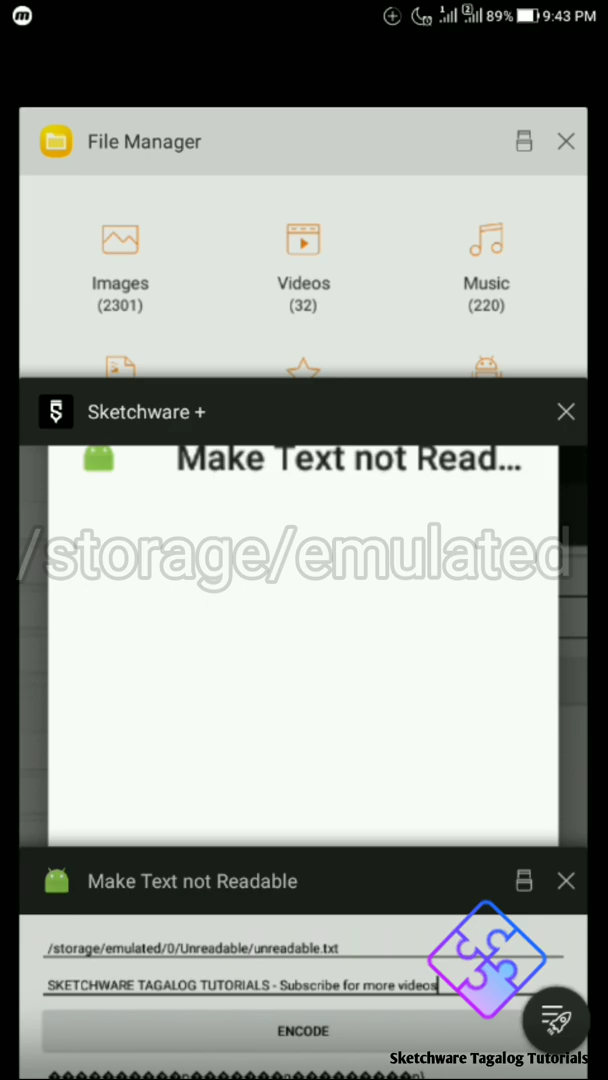 89% 9:43 PM
File Manager
Images
(2301)
Videos
(32)
Music
(220)
Sketchware +
Make Text not Read...
/storage/emulated
Make Text not Readable
/storage/emulated/0/Unreadable/unreadable.txt
SKETCHWARE TAGALOG TUTORIALS - Subscribe for more videos
ENCODE
Sketchware Tagalog Tutorials